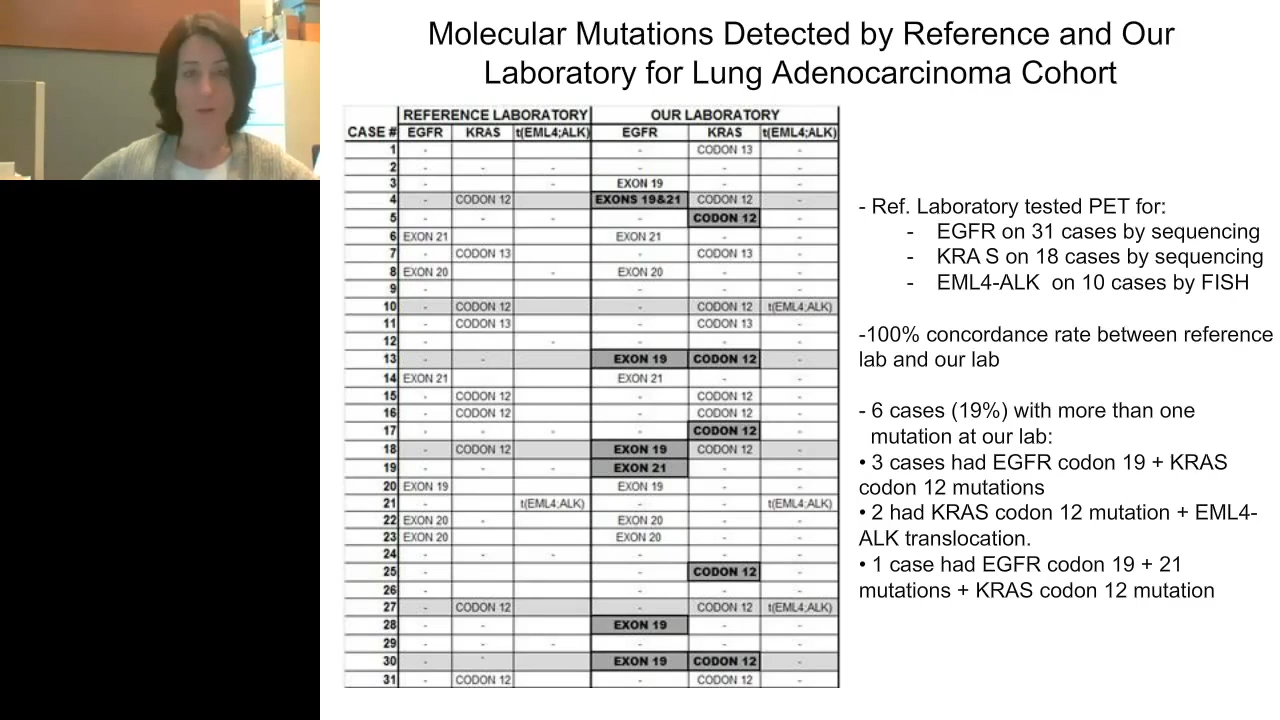 Molecular Mutations Detected by Reference and Our
Laboratory for Lung Adenocarcinoma Cohort
REFERENCE LABORATORY OUR LABORATORY
CASE # EGFR KRAS t(EML4;ALK) EGFR KRAS t(EML4;ALK)
1 - - CODON 13 -
2 - - - - - -
3 - - EXON 19 - -
4 - CODON 12 EXONS 19&21 CODON 12 -
5 - - - - CODON 12 -
6 EXON 21 EXON 21 - -
7 - CODON 13 - CODON 13 -
8 EXON 20 - EXON 20 - -
9 - - - -
10 - CODON 12 - CODON 12 t(EML4;ALK)
11 - CODON 13 - CODON 13 -
12 - - - - -
13 - - EXON 19 CODON 12 -
14 EXON 21 EXON 21 - -
15 - CODON 12 - CODON 12 -
16 - CODON 12 - CODON 12 -
17 - - - - CODON 12 -
18 - CODON 12 EXON 19 CODON 12 -
19 - - - EXON 21 - -
20 EXON 19 EXON 19 - -
21 - t(EML4;ALK) - - t(EML4;ALK)
22 EXON 20 - EXON 20 - -
23 EXON 20 EXON 20 - -
24 - - - - - -
25 - - CODON 12 -
26 - - - -
27 - CODON 12 - CODON 12 t(EML4;ALK)
28 - - EXON 19 - -
29 - - - - - -
30 - - EXON 19 CODON 12 -
31 - CODON 12 - CODON 12 -
- Ref. Laboratory tested PET for:
- EGFR on 31 cases by sequencing
- KRA S on 18 cases by sequencing
- EML4-ALK on 10 cases by FISH
-100% concordance rate between reference
lab and our lab
- 6 cases (19%) with more than one
mutation at our lab:
• 3 cases had EGFR codon 19 + KRAS
codon 12 mutations
• 2 had KRAS codon 12 mutation + EML4-
ALK translocation.
• 1 case had EGFR codon 19 + 21
mutations + KRAS codon 12 mutation